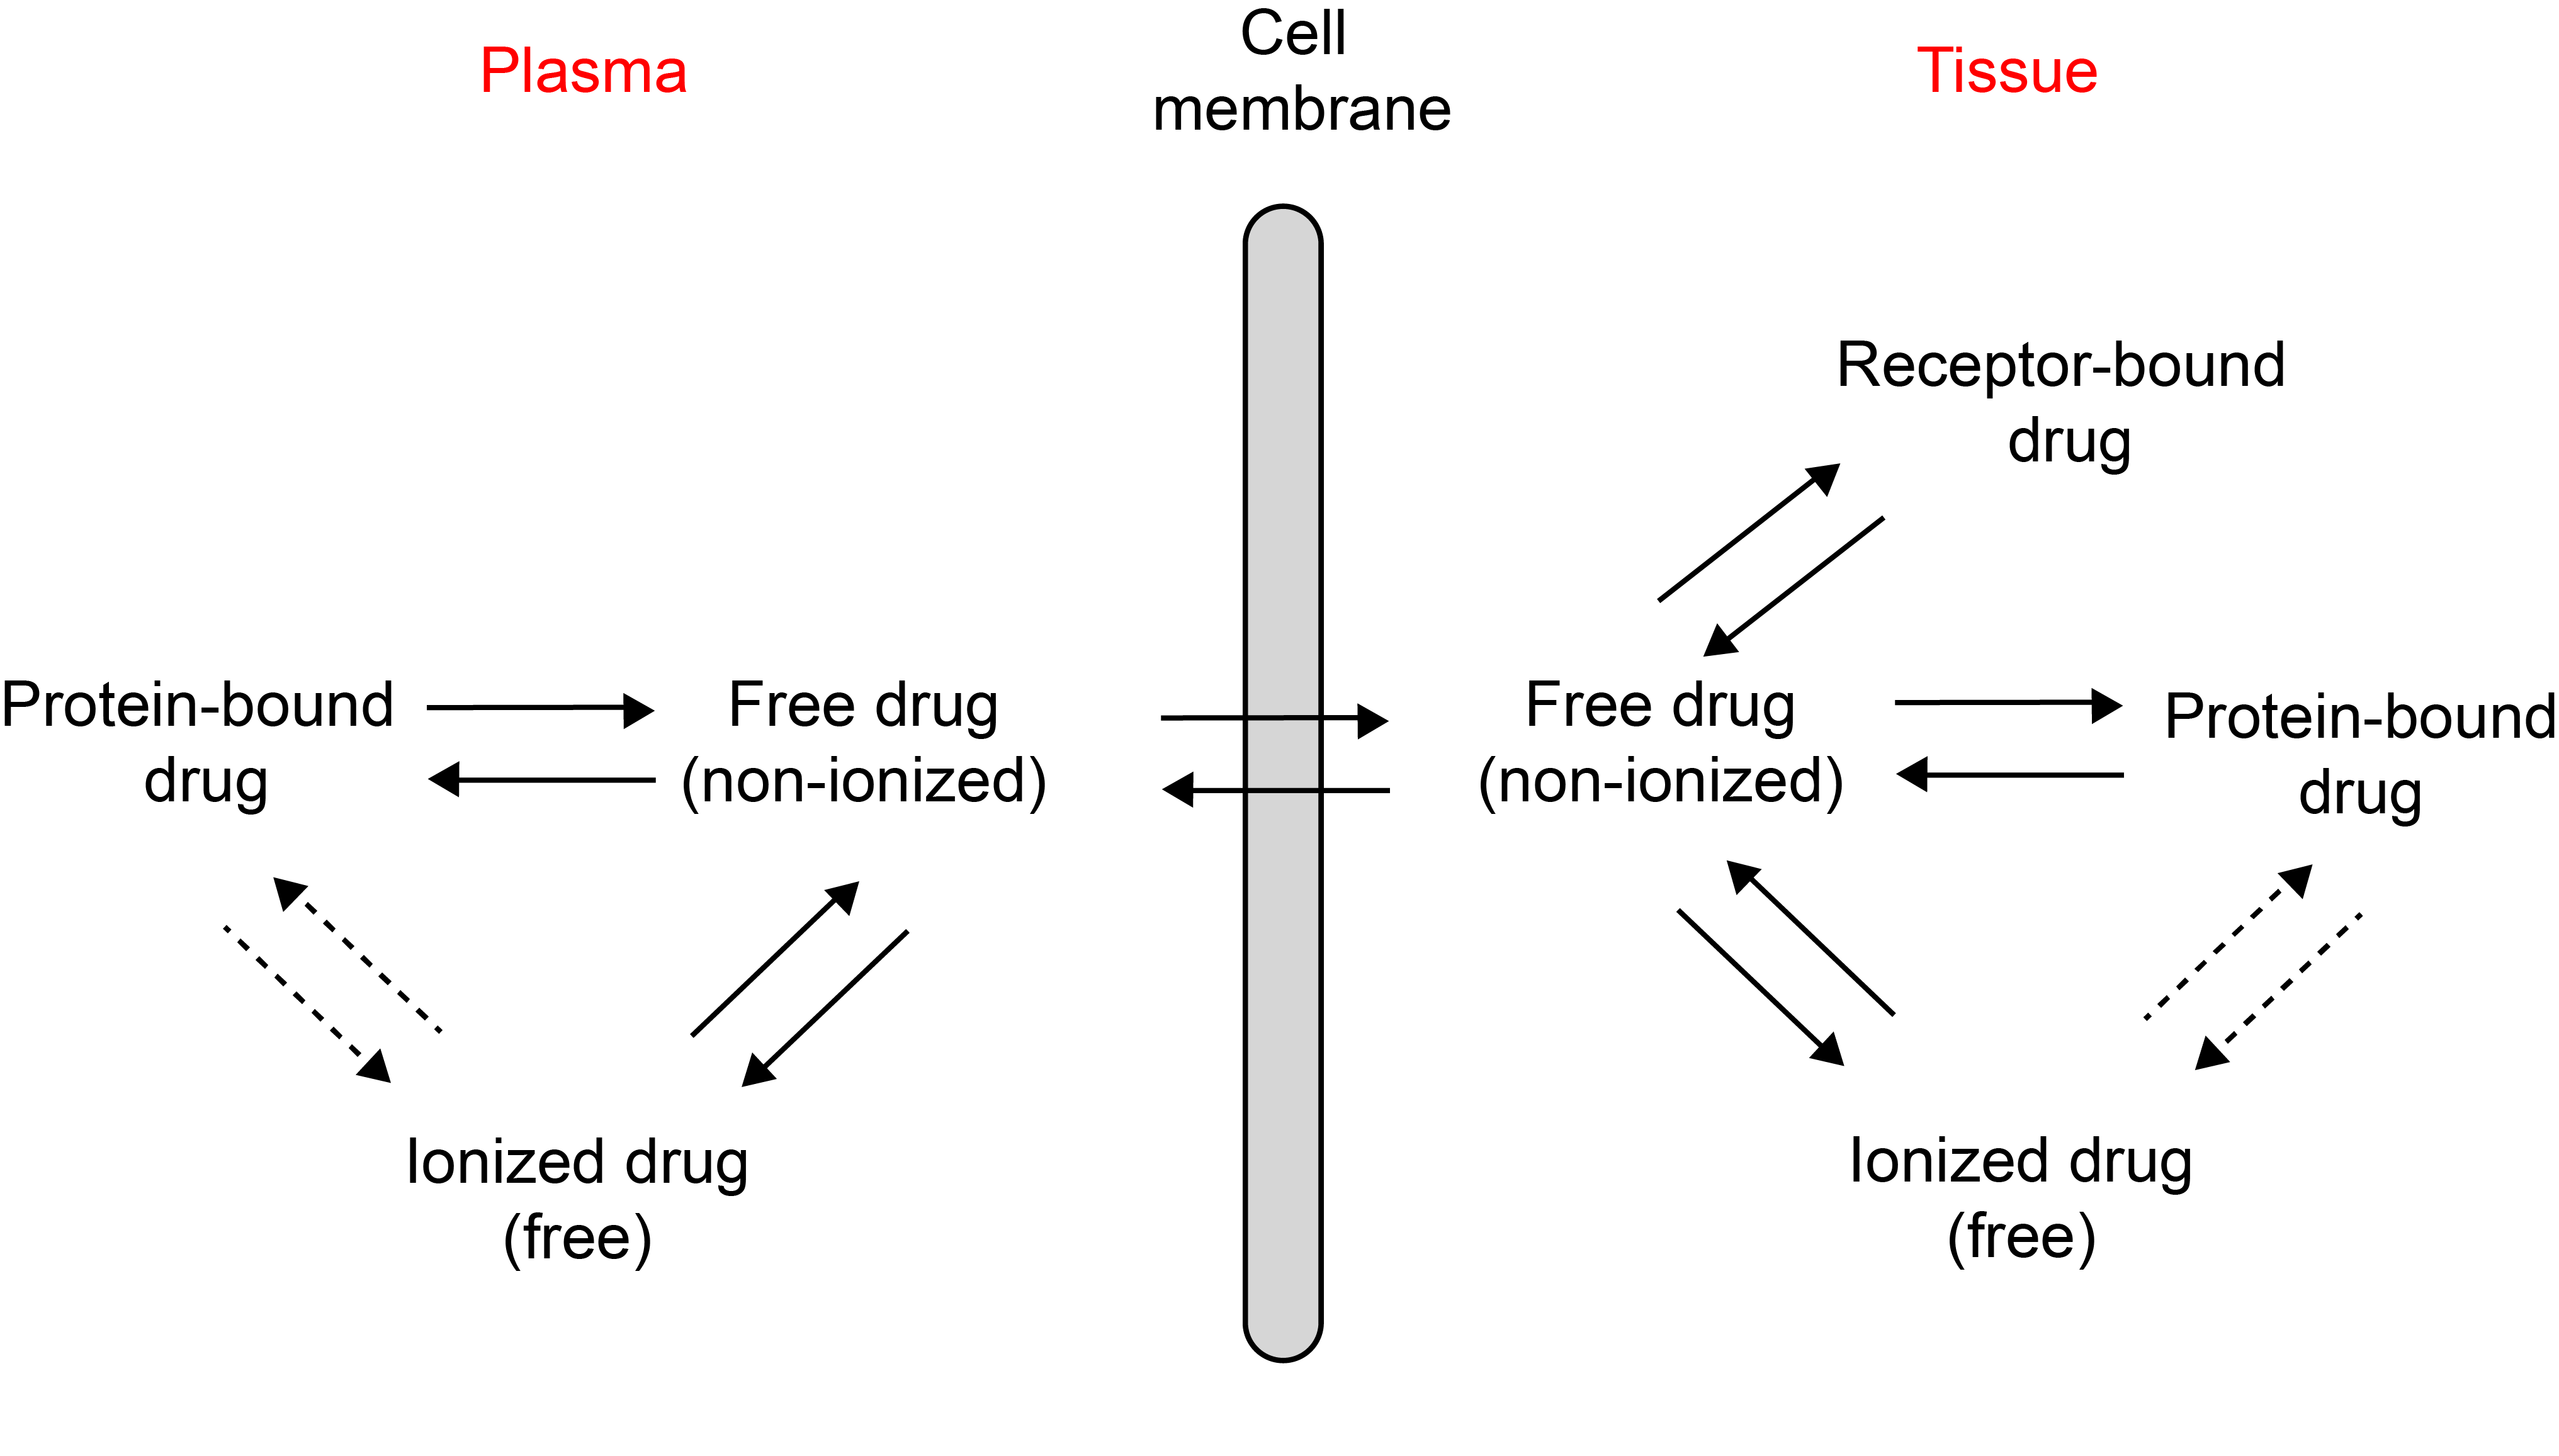 Plasma
Cell
membrane
Tissue
Receptor-bound
drug
Protein-bound
drug
Free drug
(non-ionized)
Free drug
(non-ionized)
Protein-bound
drug
Ionized drug
(free)
Ionized drug
(free)